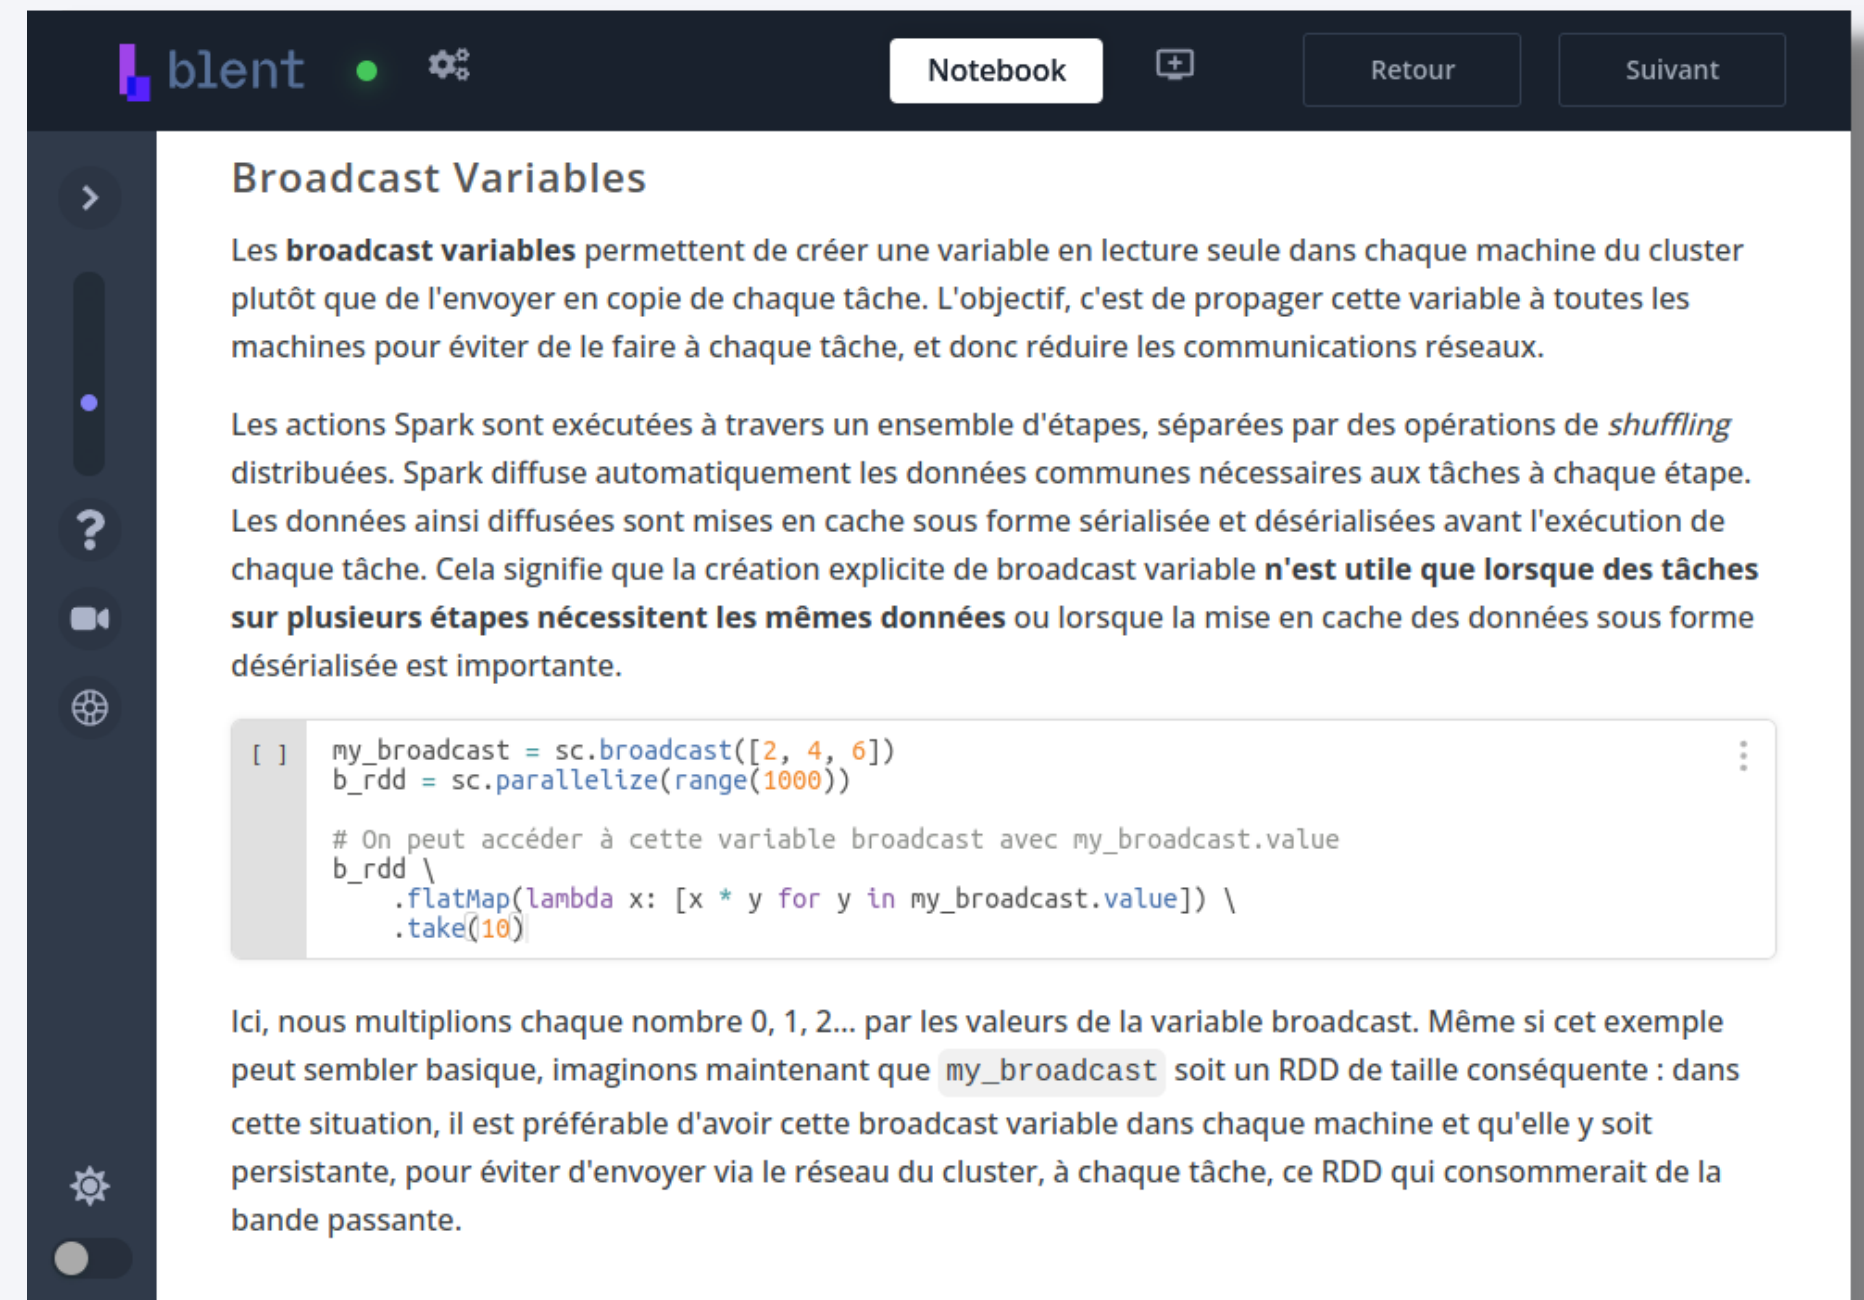 blent
Notebook
Retour
Suivant
Broadcast Variables
Les broadcast variables permettent de créer une variable en lecture seule dans chaque machine du cluster
plutôt que de l'envoyer en copie de chaque tâche. L'objectif, c'est de propager cette variable à toutes les
machines pour éviter de le faire à chaque tâche, et donc réduire les communications réseaux.
Les actions Spark sont exécutées à travers un ensemble d'étapes, séparées par des opérations de shuffling
distribuées. Spark diffuse automatiquement les données communes nécessaires aux tâches à chaque étape.
Les données ainsi diffusées sont mises en cache sous forme sérialisée et désérialisées avant l'exécution de
chaque tâche. Cela signifie que la création explicite de broadcast variable n'est utile que lorsque des tâches
sur plusieurs étapes nécessitent les mêmes données ou lorsque la mise en cache des données sous forme
désérialisée est importante.
[ ] my_broadcast = sc.broadcast([2, 4, 6])
b_rdd = sc.parallelize(range(1000))
# On peut accéder à cette variable broadcast avec my_broadcast.value
b_rdd \
.flatMap(lambda x: [x * y for y in my_broadcast.value]) \
.take(10)
Ici, nous multiplions chaque nombre 0, 1, 2... par les valeurs de la variable broadcast. Même si cet exemple
peut sembler basique, imaginons maintenant que my_broadcast soit un RDD de taille conséquente : dans
cette situation, il est préférable d'avoir cette broadcast variable dans chaque machine et qu'elle y soit
persistante, pour éviter d'envoyer via le réseau du cluster, à chaque tâche, ce RDD qui consommerait de la
bande passante.